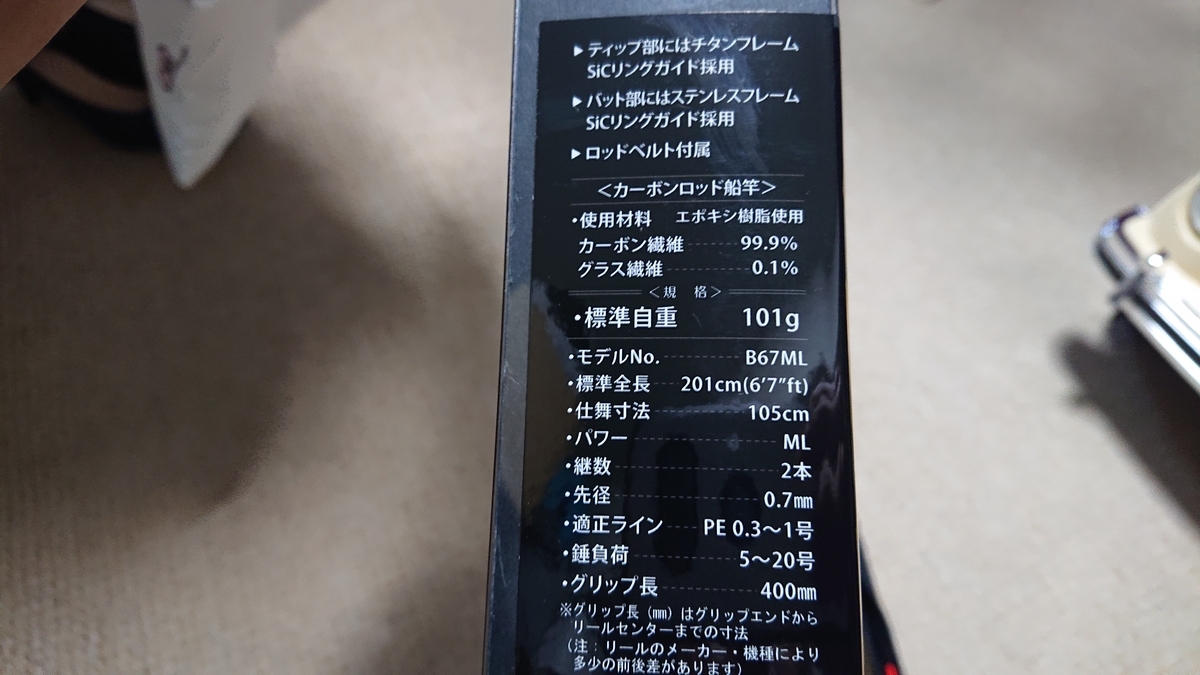 ▶ティップ部にはチタンフレーム
SiCリングガイド採用
▶バット部にはステンレスフレーム
SiCリングガイド採用
▶ロッドベルト付属
＜カーボンロッド船竿＞
・使用材料 エポキシ樹脂使用
カーボン繊維 99.9%
グラス繊維 0.1%
＜規 格＞
・標準自重 101g
・モデルNo. B67ML
・標準全長 201cm(6'7"ft)
・仕舞寸法 105cm
・パワー ML
・継数 2本
・先径 0.7㎜
・適正ライン PE 0.3〜1号
・錘負荷 5〜20号
・グリップ長 400㎜
※グリップ長（㎜）はグリップエンドから
リールセンターまでの寸法
（注：リールのメーカー・機種により
多少の前後差があります）